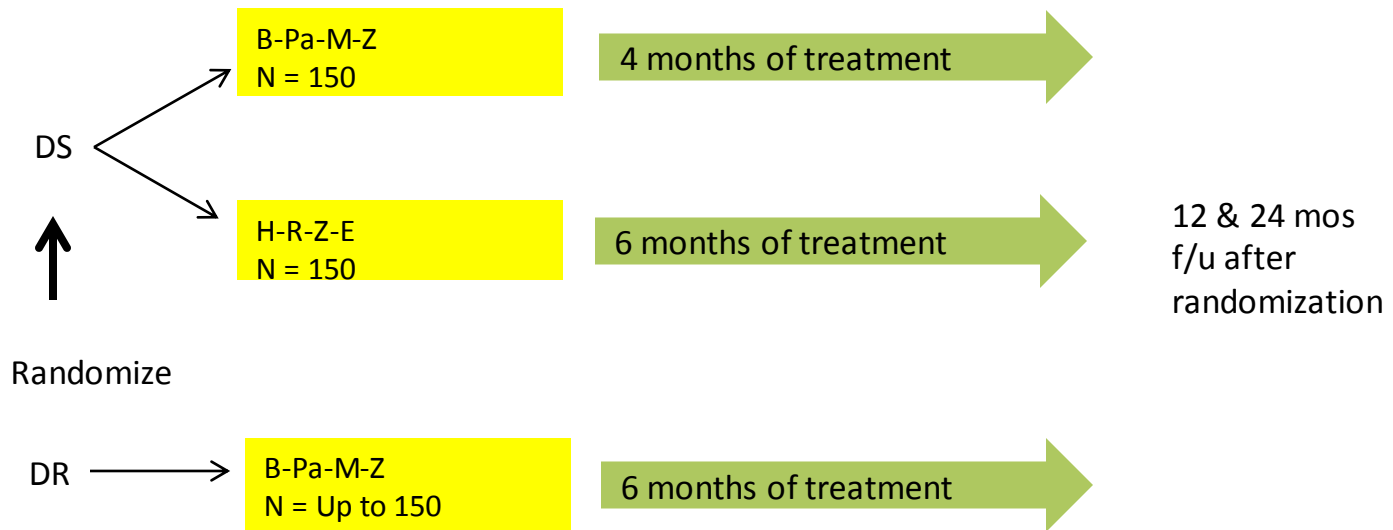 B-Pa-M-Z
N = 150
4 months of treatment
DS
H-R-Z-E
N = 150
6 months of treatment
12 & 24 mos
f/u after
randomization
Randomize
DR
B-Pa-M-Z
N = Up to 150
6 months of treatment